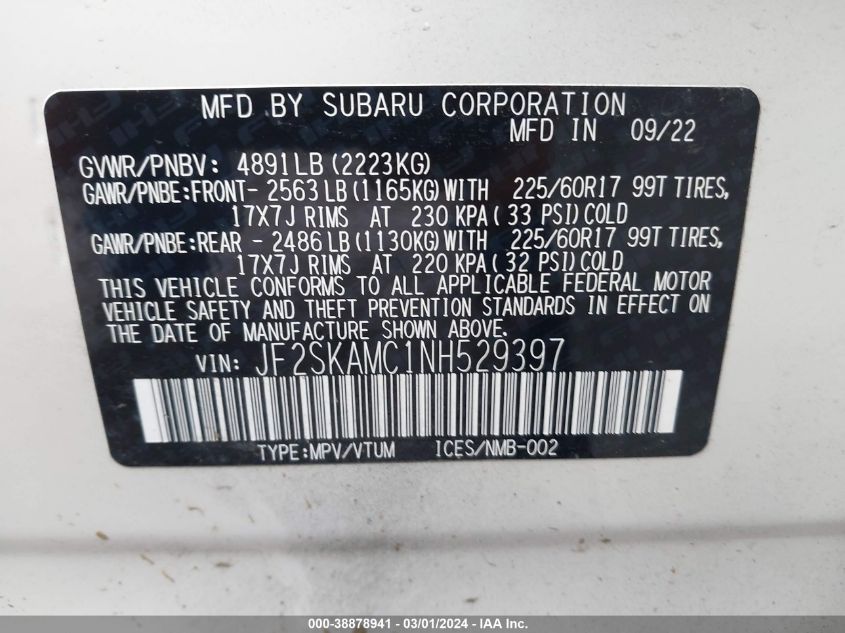 MFD BY SUBARU CORPORATION
MFD IN 09/22
GVWR/PNBV: 4891LB(2223KG)
GAWR/PNBE:FRONT- 2563LB(1165KG)WITH 225/60R17 99T TIRES,
17X7J RIMS AT 230 KPA(33 PSI)COLD
GAWR/PNBE:REAR - 2486LB(1130KG)WITH 225/60R17 99T TIRES,
17X7J RIMS AT 220 KPA(32 PSI)COLD
THIS VEHICLE CONFORMS TO ALL APPLICABLE FEDERAL MOTOR
VEHICLE SAFETY AND THEFT PREVENTION STANDARDS IN EFFECT ON
THE DATE OF MANUFACTURE SHOWN ABOVE.
VIN: JF2SKAMC1NH529397
TYPE:MPV/VTUM ICES/NMB-002
000-38878941 - 03/01/2024 - IAA Inc.